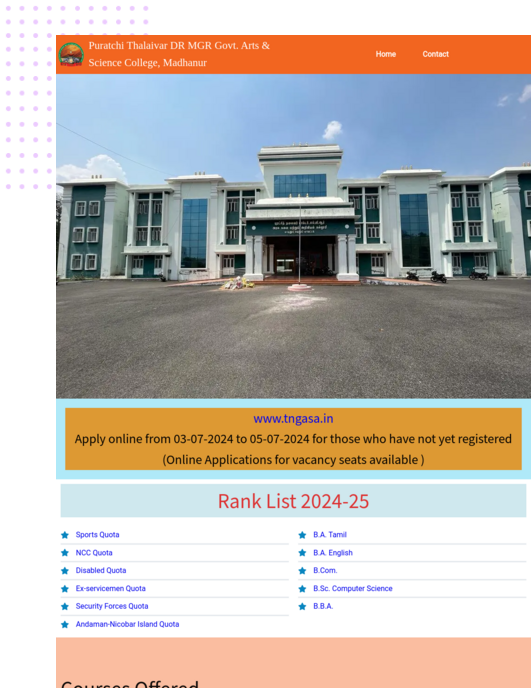 Puratchi Thalaivar DR MGR Govt. Arts &
Science College, Madhanur
Home
Contact
www.tngasa.in
Apply online from 03-07-2024 to 05-07-2024 for those who have not yet registered
(Online Applications for vacancy seats available )
Rank List 2024-25
Sports Quota
NCC Quota
Disabled Quota
Ex-servicemen Quota
Security Forces Quota
Andaman-Nicobar Island Quota
B.A. Tamil
B.A. English
B.Com.
B.Sc. Computer Science
B.B.A.
Courses Offered